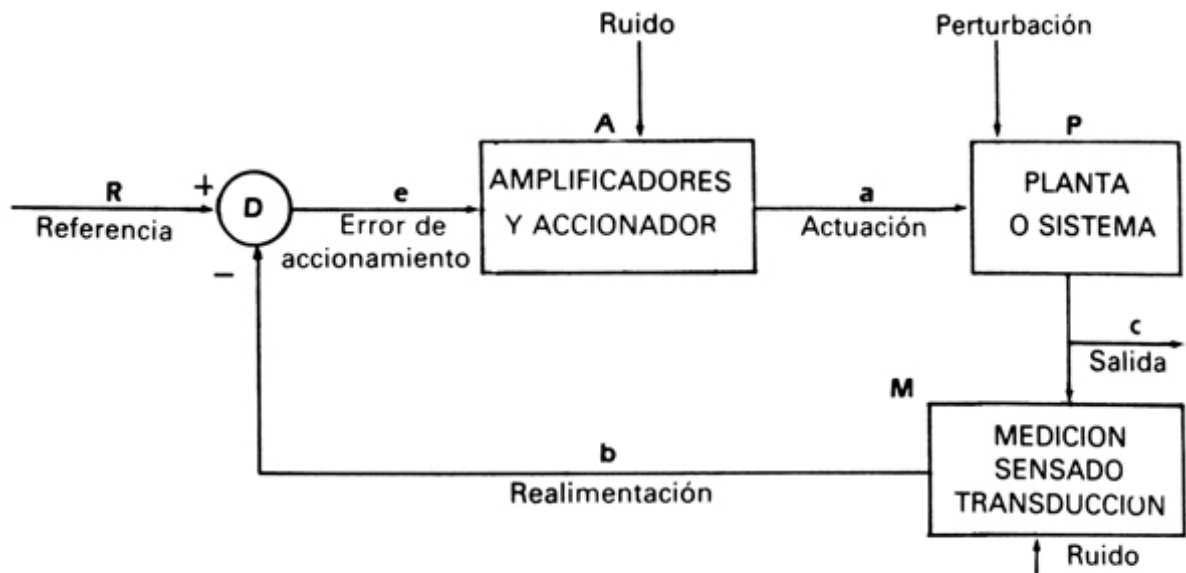 Ruido
Perturbación
A
P
R
+
D
e
AMPLIFICADORES
Y ACCIONADOR
a
PLANTA
O SISTEMA
Referencia
Error de
accionamiento
Actuación
−
c
Salida
M
MEDICION
SENSADO
TRANSDUCCION
b
Realimentación
Ruido